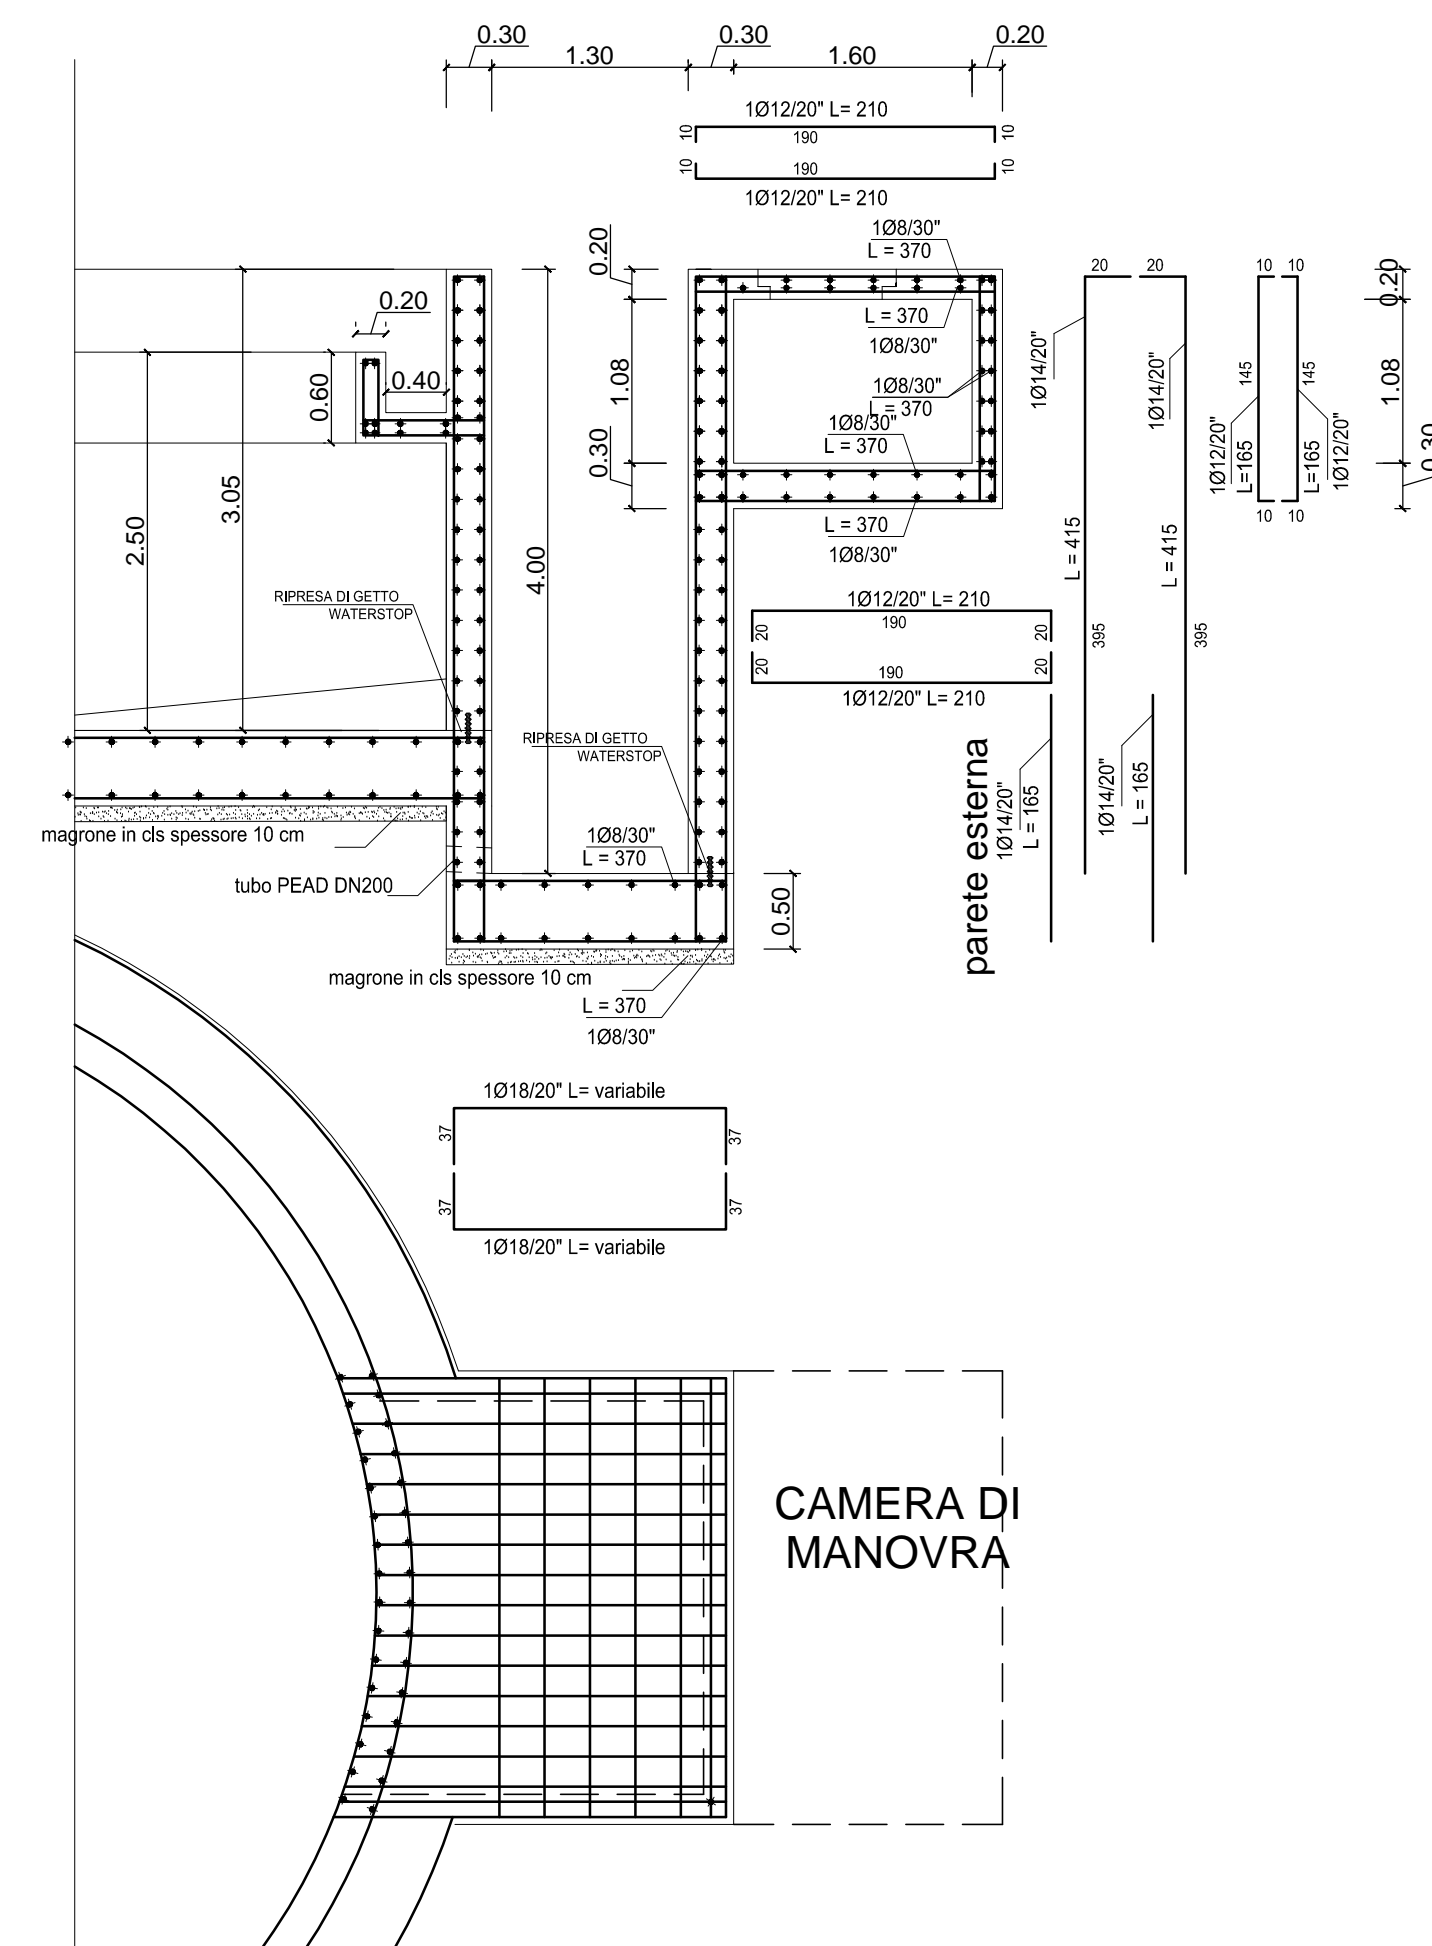 0.30
1.30
0.30
1.60
0.20
1Ø12/20" L= 210
10
190
10
10
190
10
1Ø12/20" L= 210
1Ø8/30"
L = 370
0.20
L = 370
1Ø8/30"
1Ø8/30"
L = 370
1Ø8/30"
L = 370
1.08
0.30
L = 370
1Ø8/30"
0.20
0.60
0.40
2.50
3.05
4.00
20
20
1Ø14/20"
1Ø14/20"
L = 415
L = 415
395
395
10
10
145
145
1Ø12/20"
L=165
L=165
1Ø12/20"
10
10
0.20
1.08
0.30
RIPRESA DI GETTO
WATERSTOP
1Ø12/20" L= 210
190
20
20
20
20
190
1Ø12/20" L= 210
RIPRESA DI GETTO
WATERSTOP
parete esterna
1Ø14/20"
L = 165
1Ø14/20"
L = 165
magrone in cls spessore 10 cm
tubo PEAD DN200
1Ø8/30"
L = 370
0.50
magrone in cls spessore 10 cm
L = 370
1Ø8/30"
1Ø18/20" L= variabile
37
37
37
37
1Ø18/20" L= variabile
CAMERA DI
MANOVRA